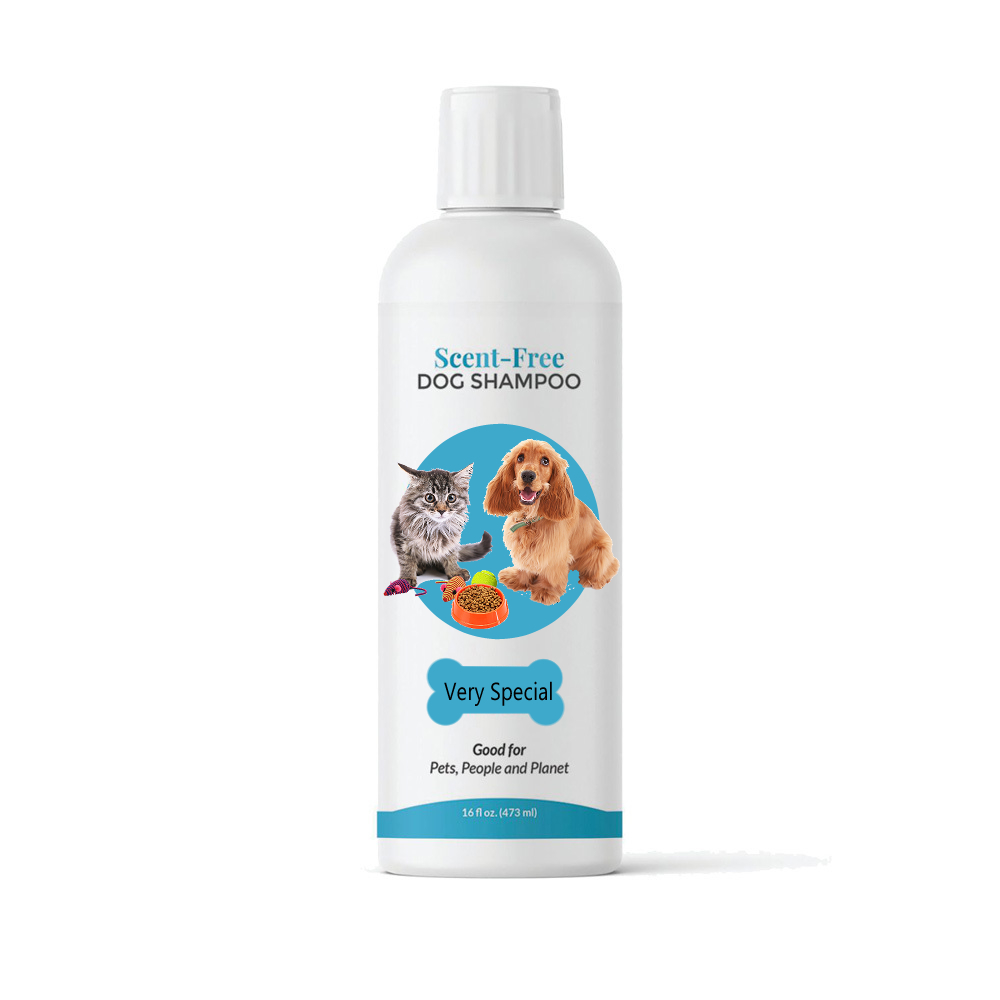 Scent-Free
DOG SHAMPOO
Very Special
Good for
Pets, People and Planet
16 fl oz. (473 ml)